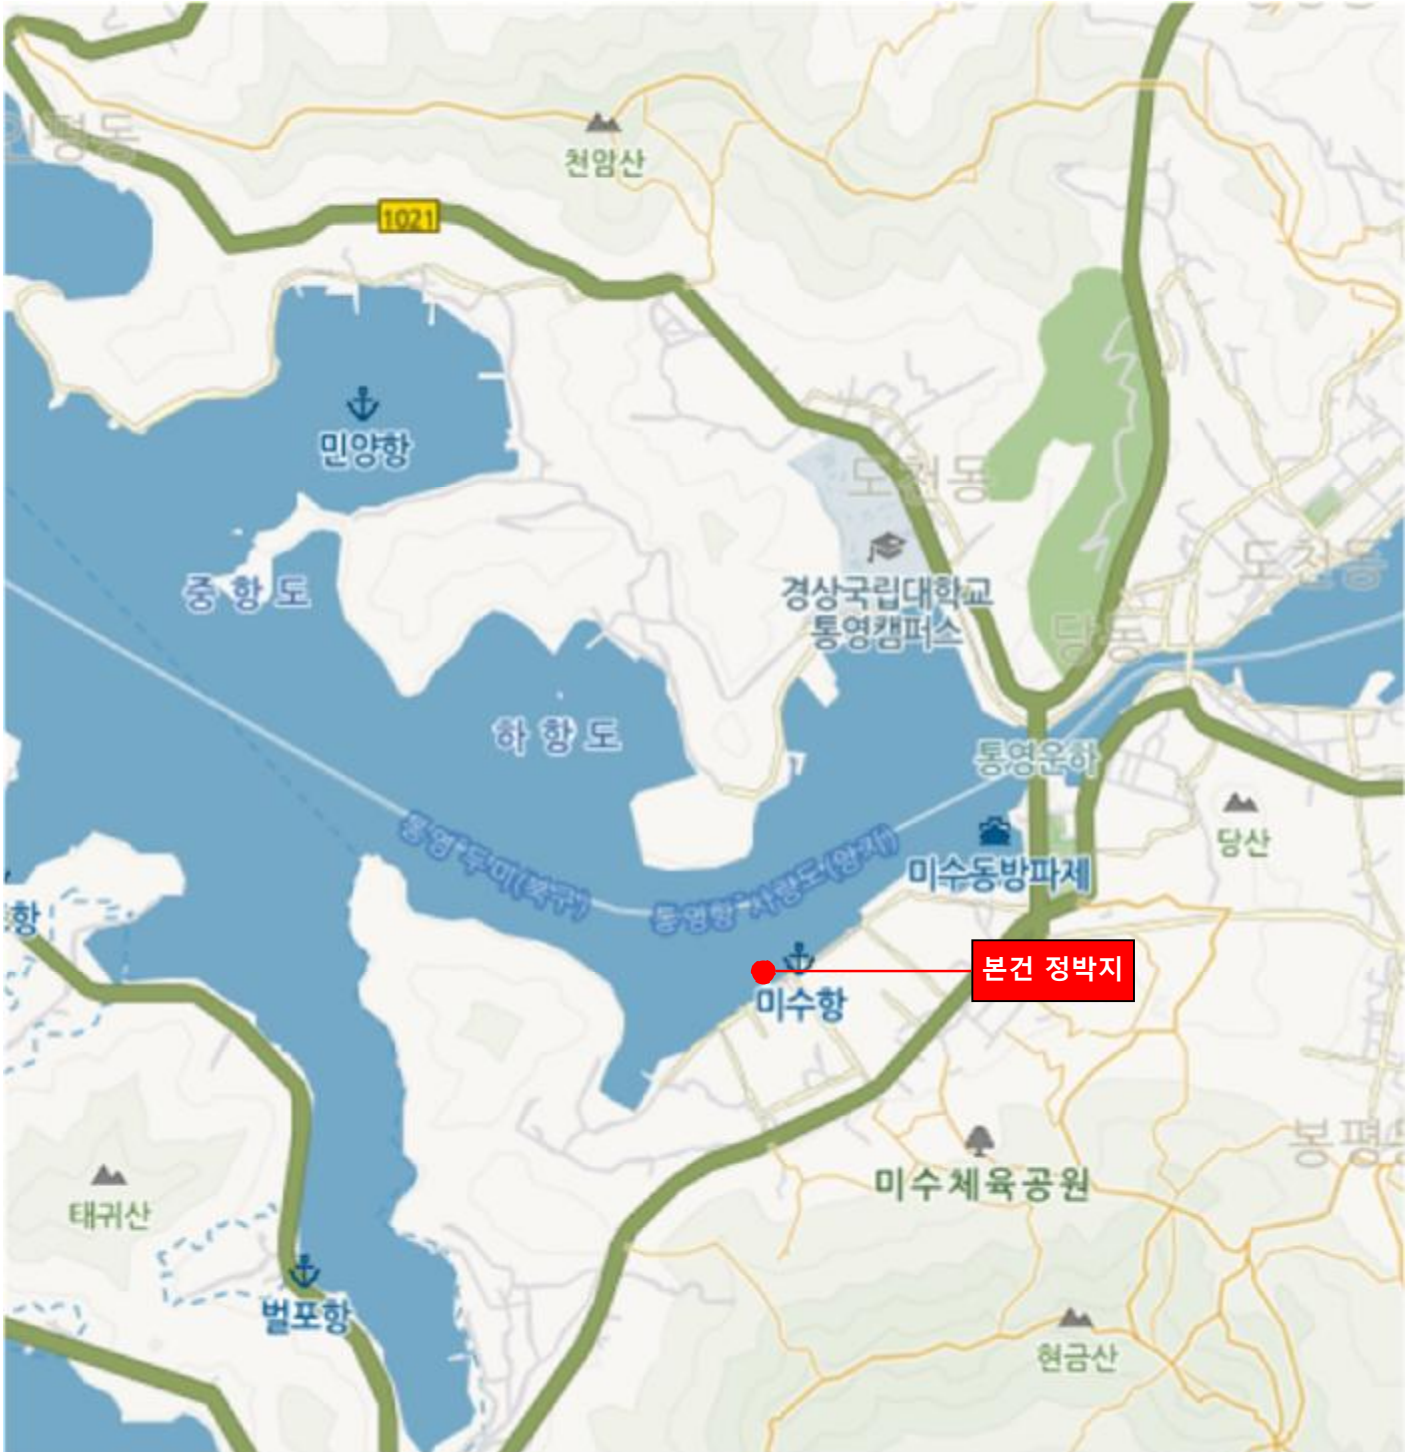 인평동
천암산
1021
민양항
도천동
중 항 도
경상국립대학교
통영캠퍼스
도천동
당동
하 항 도
통영운하
당산
통영~두미(북구)
통영항~사량도(양지)
미수동방파제
항
본건 정박지
미수항
봉평동
미수체육공원
태귀산
벌포항
현금산